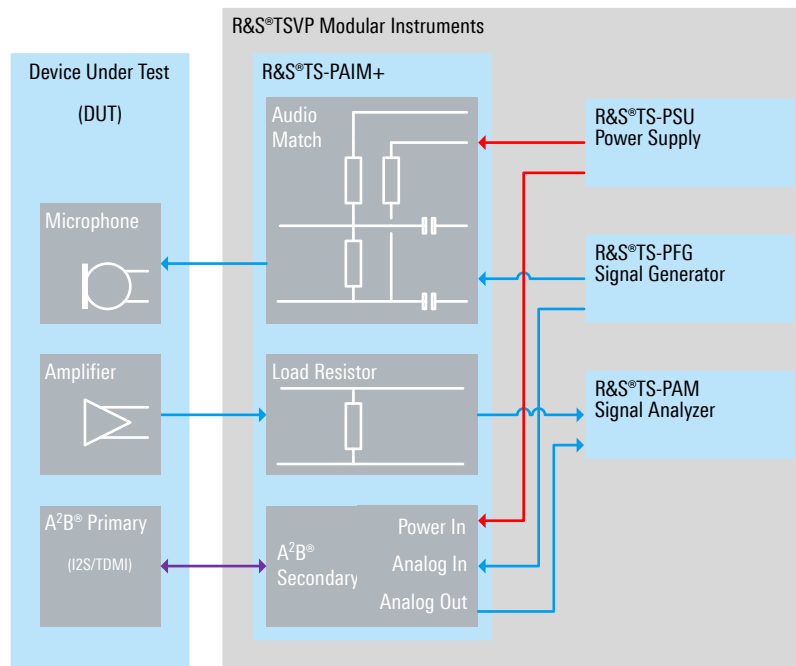 R&S®TSVP Modular Instruments
Device Under Test
(DUT)
R&S®TS-PAIM+
Audio
Match
R&S®TS-PSU
Power Supply
Microphone
R&S®TS-PFG
Signal Generator
Amplifier
Load Resistor
R&S®TS-PAM
Signal Analyzer
A²B® Primary
(I2S/TDMI)
A²B®
Secondary
Power In
Analog In
Analog Out